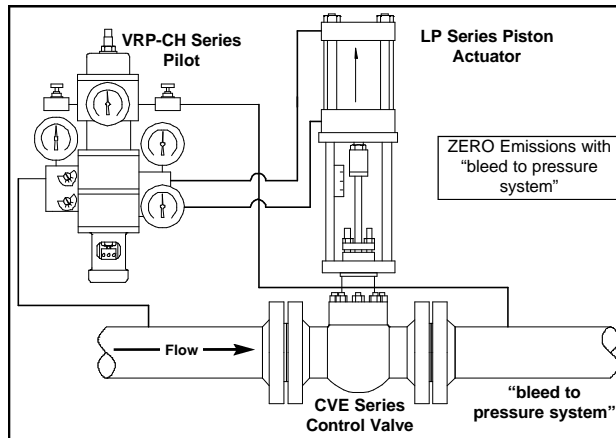 VRP-CH Series
Pilot
LP Series Piston
Actuator
ZERO Emissions with
“bleed to pressure
system”
Flow
CVE Series
Control Valve
“bleed to
pressure system”